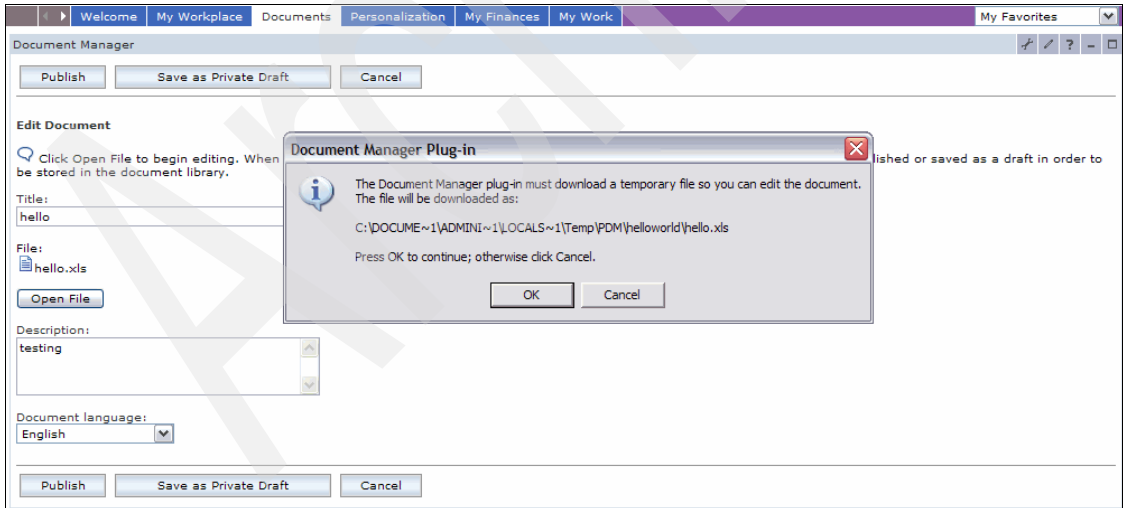 Welcome My Workplace Documents Personalization My Finances My Work My Favorites
Document Manager ?
Publish Save as Private Draft Cancel
Edit Document
Click Open File to begin editing. When
lished or saved as a draft in order to
be stored in the document library.
Title:
hello
File:
hello.xls
Open File
Description:
testing
Document language:
English
Publish Save as Private Draft Cancel
Document Manager Plug-in
The Document Manager plug-in must download a temporary file so you can edit the document.
The file will be downloaded as:
C:\DOCUME~1\ADMINI~1\LOCALS~1\Temp\PDM\helloworld\hello.xls
Press OK to continue; otherwise click Cancel.
OK Cancel